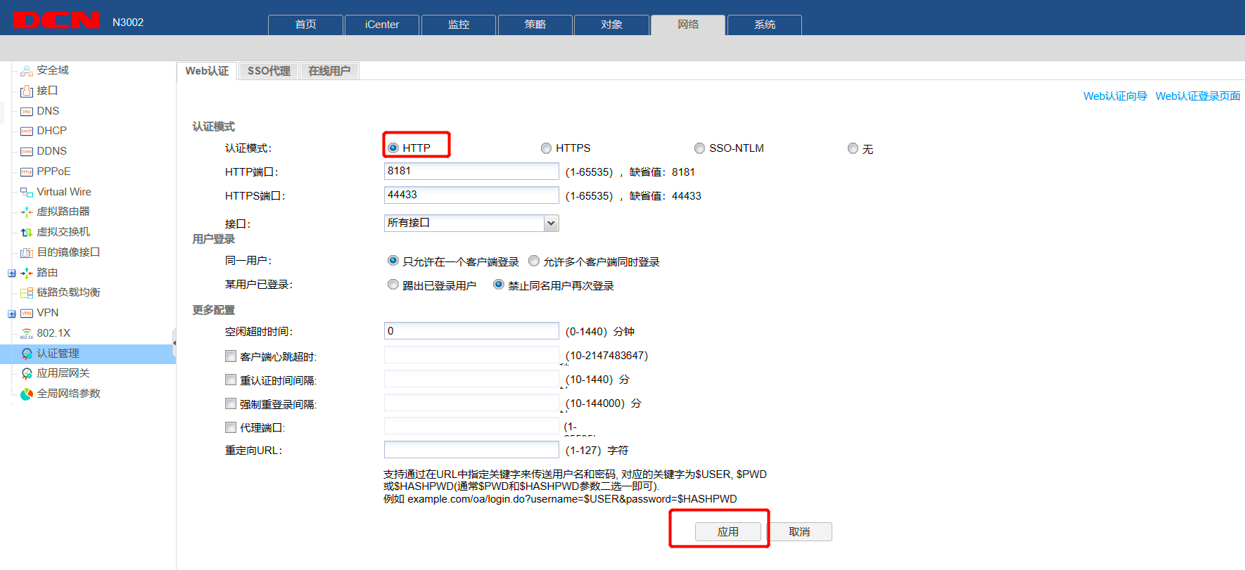 DCN N3002 首页 iCenter 监控 策略 对象 网络 系统
安全域
接口
DNS
DHCP
DDNS
PPPoE
Virtual Wire
虚拟路由器
虚拟交换机
目的镜像接口
路由
链路负载均衡
VPN
802.1X
认证管理
应用层网关
全局网络参数
Web认证 SSO代理 在线用户
Web认证向导 Web认证登录页面
认证模式
认证模式: HTTP HTTPS SSO-NTLM 无
HTTP端口: 8181 (1-65535) ，缺省值: 8181
HTTPS端口: 44433 (1-65535) ，缺省值: 44433
接口: 所有接口
用户登录
同一用户: 只允许在一个客户端登录 允许多个客户端同时登录
某用户已登录: 踢出已登录用户 禁止同名用户再次登录
更多配置
空闲超时时间: 0 (0-1440) 分钟
客户端心跳超时: (10-2147483647)
重认证时间间隔: (10-1440) 分
强制重登录间隔: (10-144000) 分
代理端口: (1-
重定向URL: (1-127) 字符
支持通过在URL中指定关键字来传送用户名和密码, 对应的关键字为$USER, $PWD
或$HASHPWD(通常$PWD和$HASHPWD参数二选一即可).
例如 example.com/oa/login.do?username=$USER&password=$HASHPWD
应用 取消